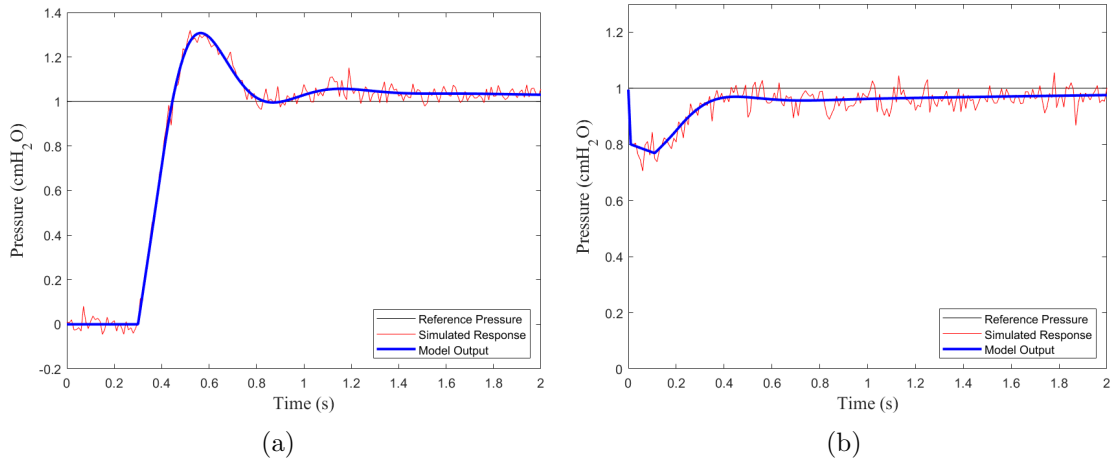 1.4
1.2
1
0.8
0.6
0.4
0.2
0
-0.2
Pressure (cmH2O)
0 0.2 0.4 0.6 0.8 1 1.2 1.4 1.6 1.8 2
Time (s)
Reference Pressure
Simulated Response
Model Output
(a)
1.2
1
0.8
0.6
0.4
0.2
0
Pressure (cmH2O)
0 0.2 0.4 0.6 0.8 1 1.2 1.4 1.6 1.8 2
Time (s)
Reference Pressure
Simulated Response
Model Output
(b)